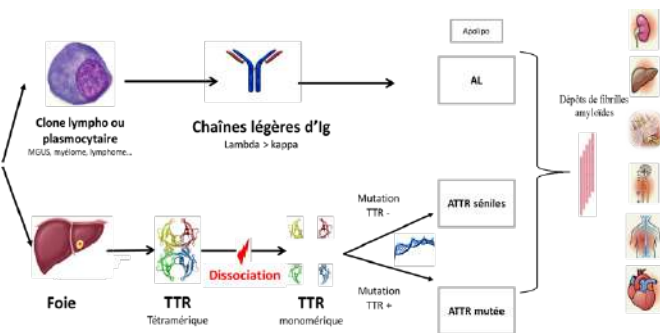 Apolipo
AL
Clone lympho ou
plasmocytaire
MGUS, myélome, lymphome...
Chaînes légères d'Ig
Lambda > kappa
Dépôts de fibrilles
amyloïdes
Mutation
TTR -
ATTR séniles
Dissociation
Foie
TTR
Tétramérique
TTR
monomérique
Mutation
TTR +
ATTR mutée